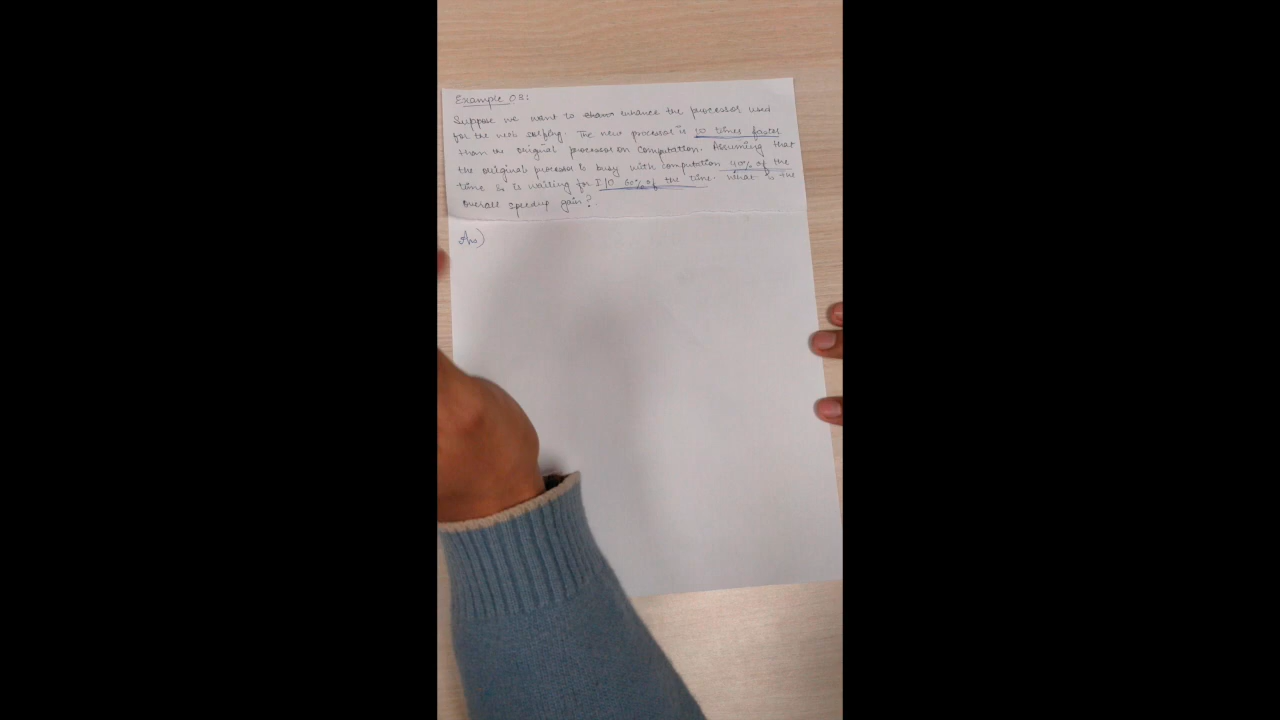 Example 02:
Suppose we want to enhance the processor used
for the web serving. The new processor is 10 times faster
than the original processor on computation. Assuming that
the original processor is busy with computation 40% of the
time & is waiting for I/O 60% of the time. What is the
overall speedup gain?
Ans)